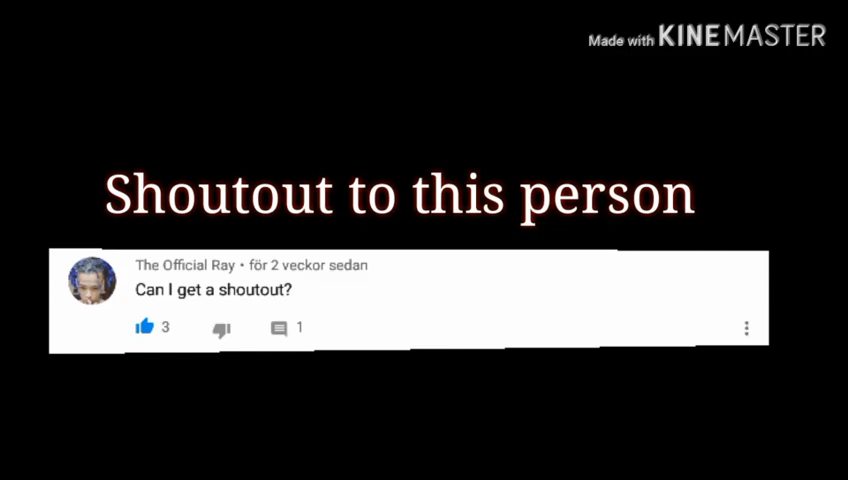 Made with KINEMASTER
Shoutout to this person
The Official Ray • för 2 veckor sedan
Can I get a shoutout?
3 1